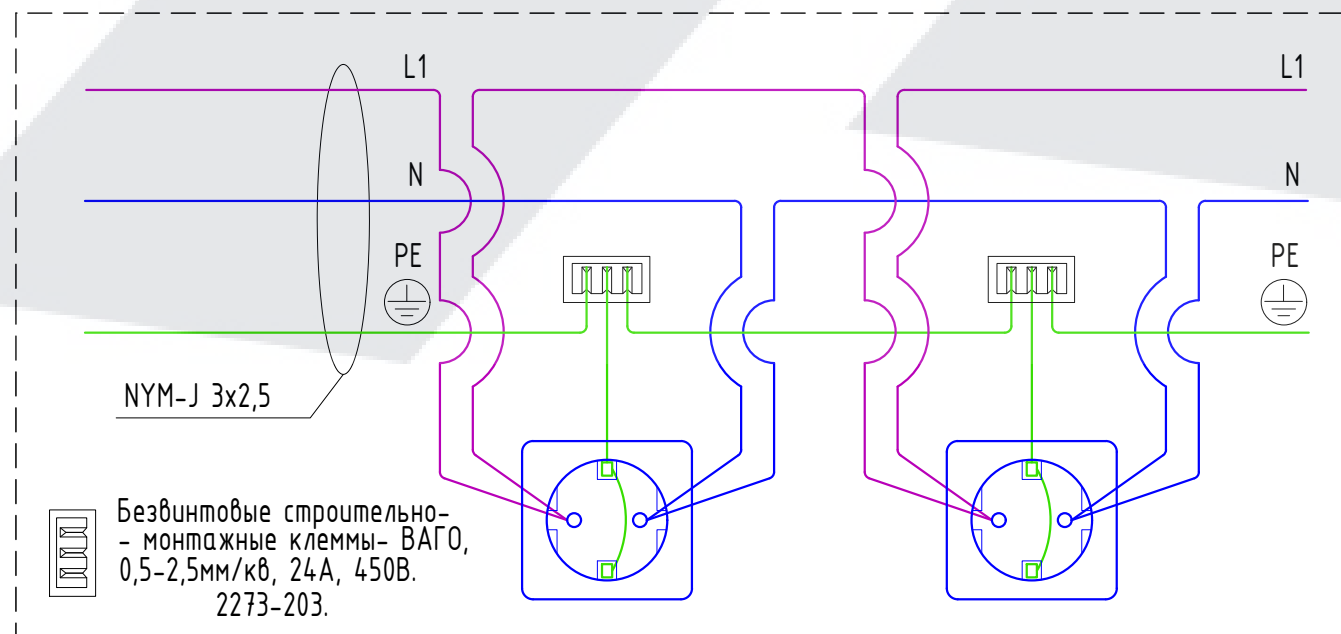 L1
L1
N
N
PE
PE
NYM-J 3x2,5
Безвинтовые строительно-
- монтажные клеммы- ВАГО,
0,5-2,5мм/кв, 24А, 450В.
2273-203.